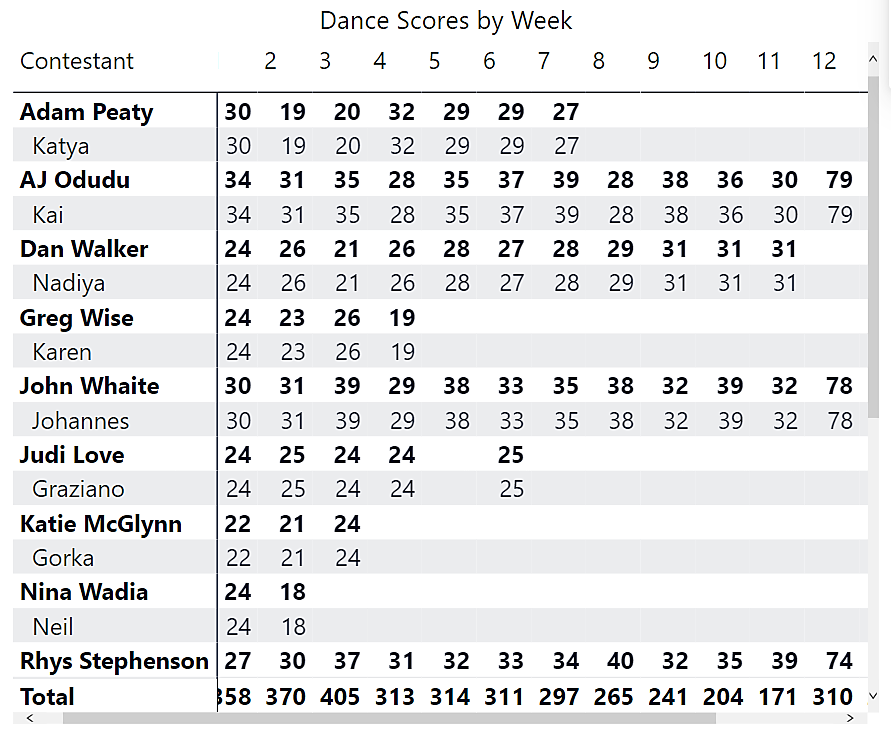 Dance Scores by Week
Contestant 2 3 4 5 6 7 8 9 10 11 12
Adam Peaty 30 19 20 32 29 29 27
Katya 30 19 20 32 29 29 27
AJ Odudu 34 31 35 28 35 37 39 28 38 36 30 79
Kai 34 31 35 28 35 37 39 28 38 36 30 79
Dan Walker 24 26 21 26 28 27 28 29 31 31 31
Nadiya 24 26 21 26 28 27 28 29 31 31 31
Greg Wise 24 23 26 19
Karen 24 23 26 19
John Whaite 30 31 39 29 38 33 35 38 32 39 32 78
Johannes 30 31 39 29 38 33 35 38 32 39 32 78
Judi Love 24 25 24 24 25
Graziano 24 25 24 24 25
Katie McGlynn 22 21 24
Gorka 22 21 24
Nina Wadia 24 18
Neil 24 18
Rhys Stephenson 27 30 37 31 32 33 34 40 32 35 39 74
Total 358 370 405 313 314 311 297 265 241 204 171 310